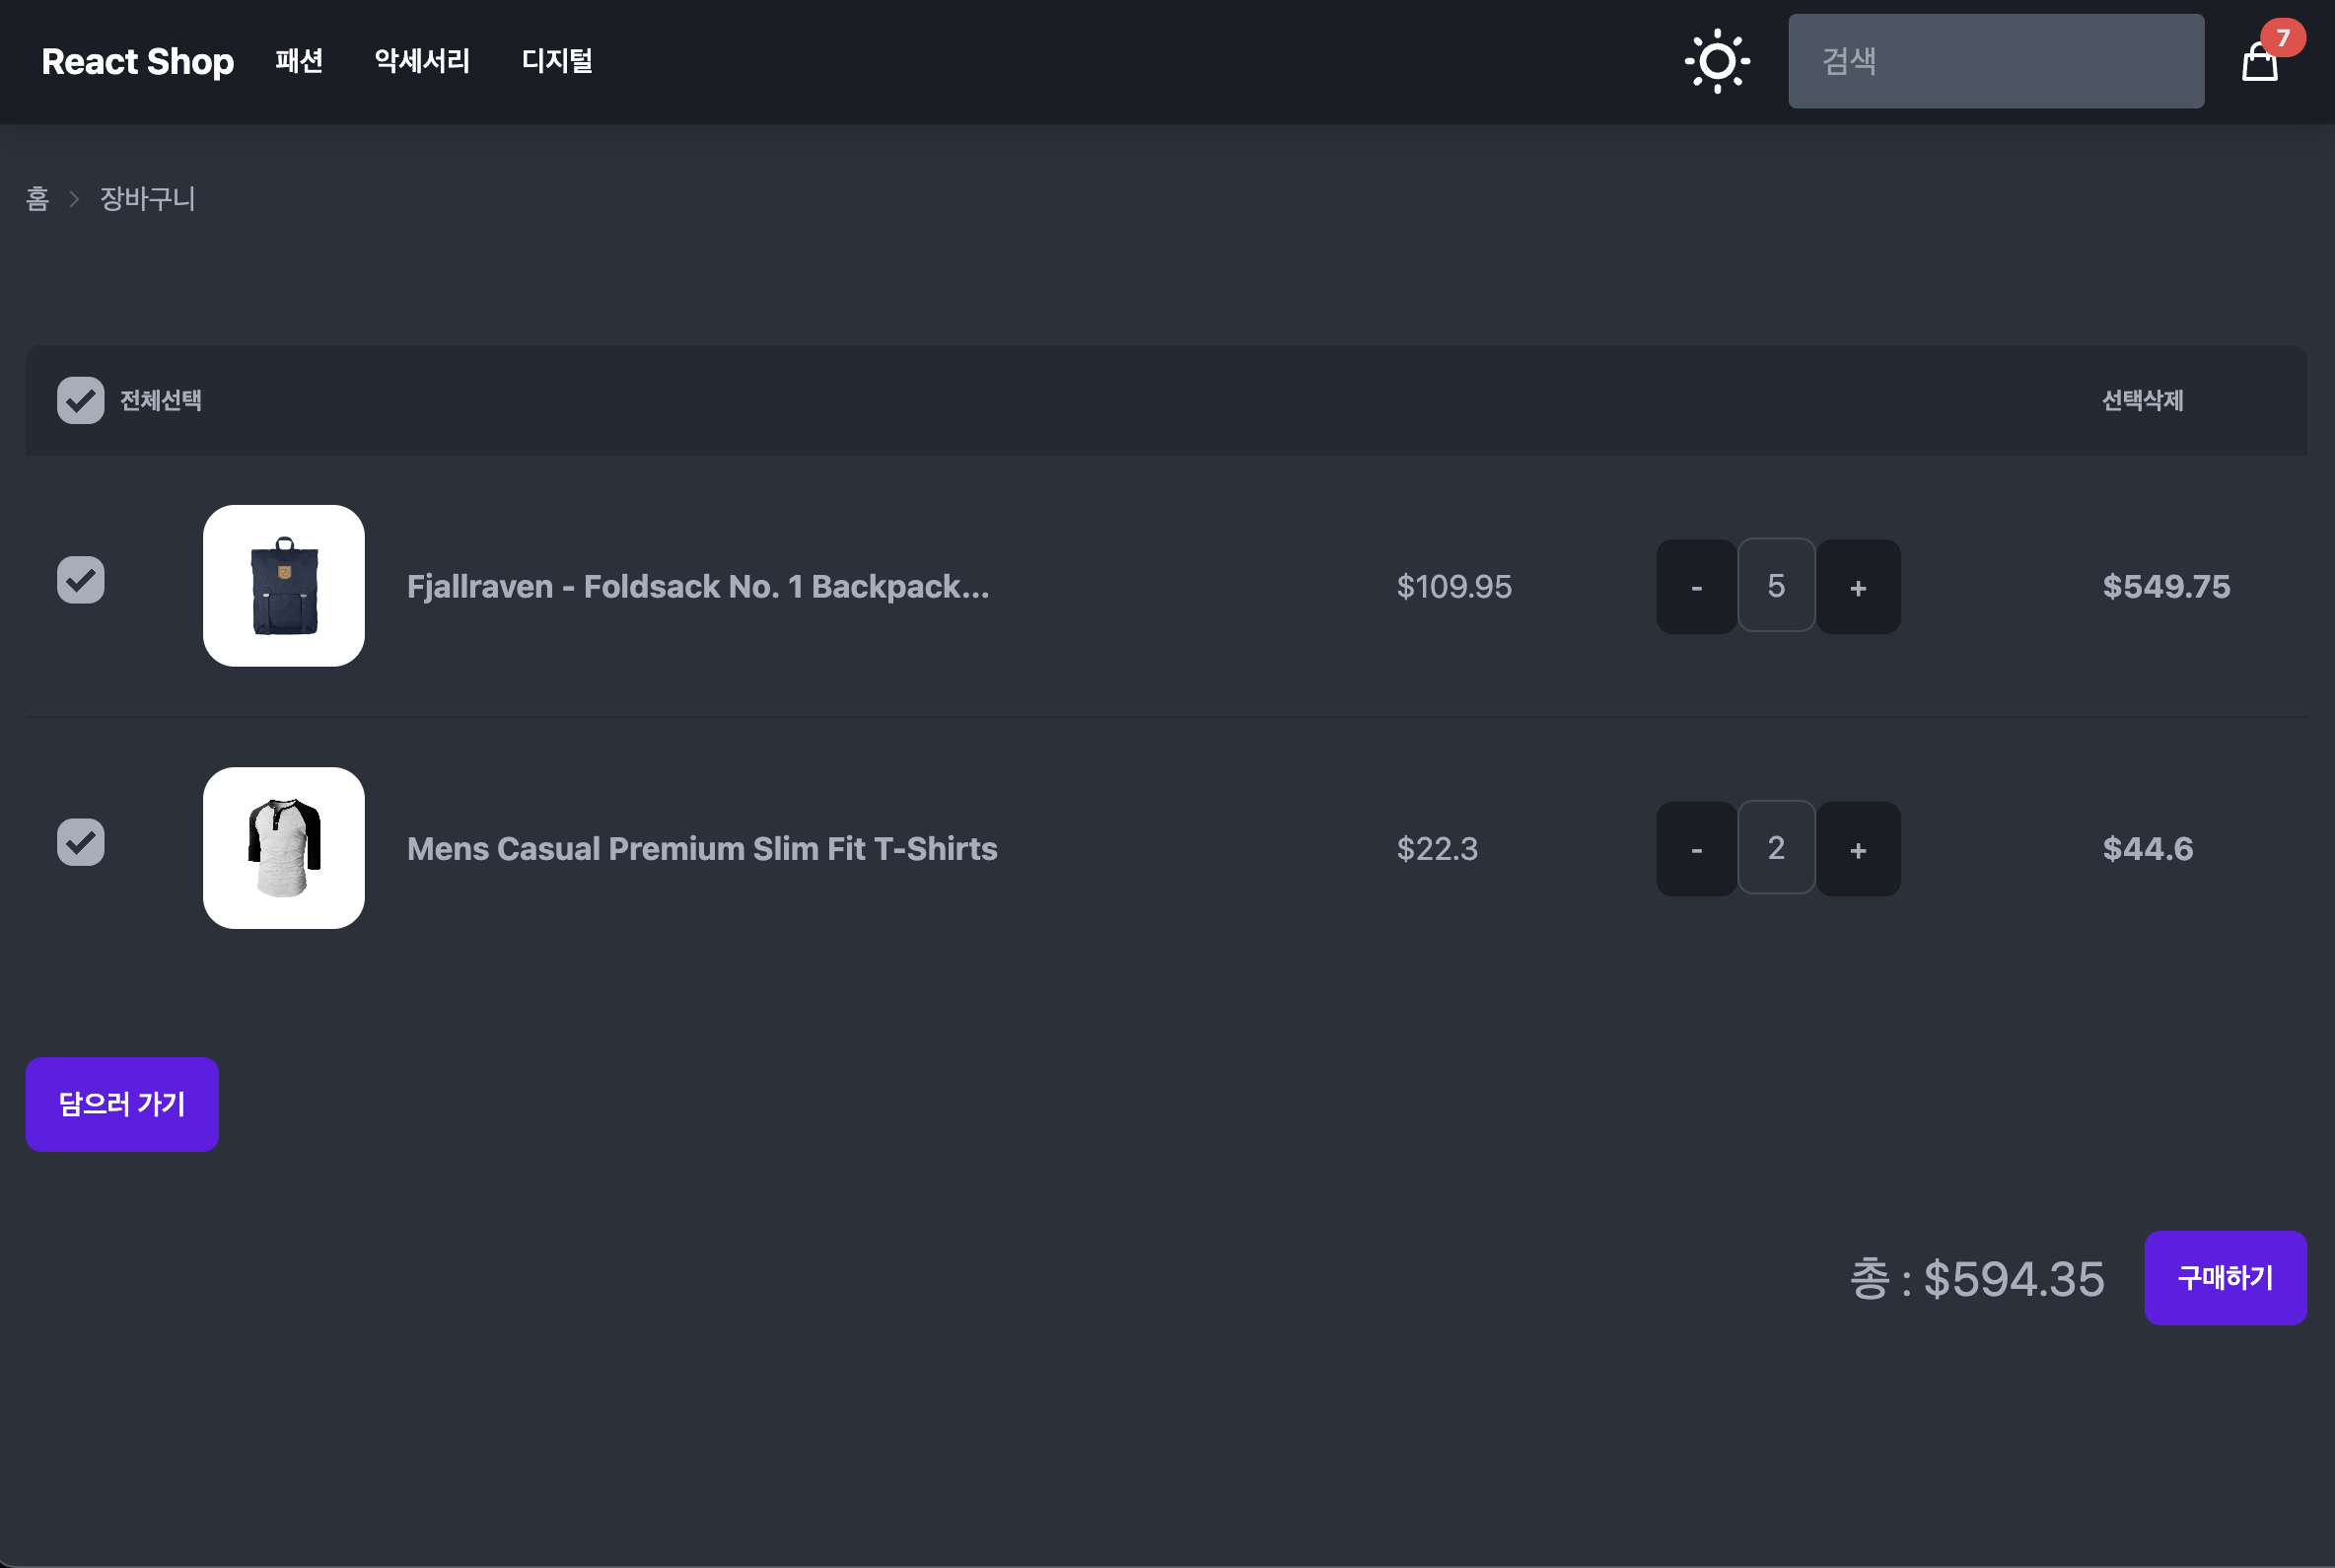 React Shop 패션 악세서리 디지털 검색 7
홈 > 장바구니
전체선택 선택삭제
Fjallraven - Foldsack No. 1 Backpack... $109.95 - 5 + $549.75
Mens Casual Premium Slim Fit T-Shirts $22.3 - 2 + $44.6
담으러 가기
총 : $594.35 구매하기